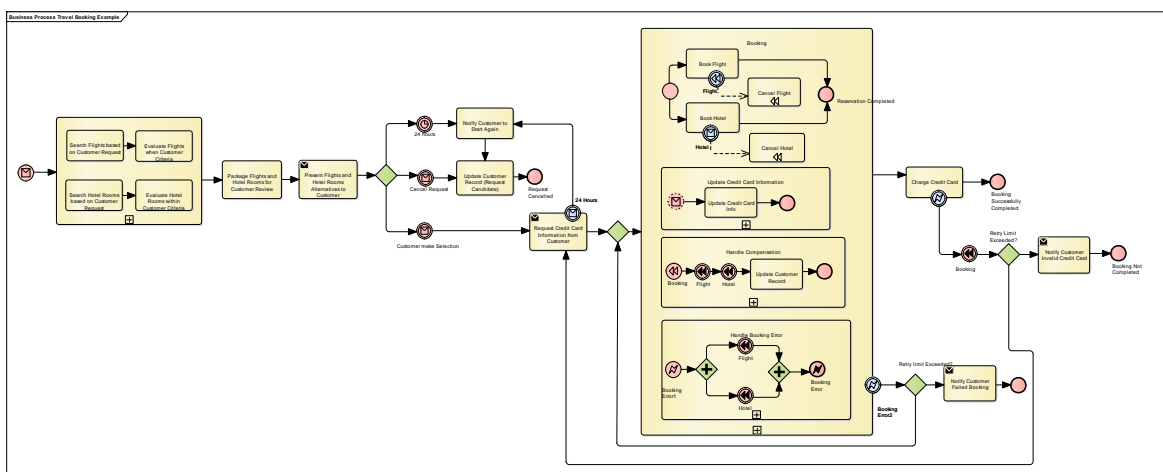 Business Process Travel Booking Example
Search Flights based
on Customer Request
Evaluate Flights
when Customer
Criteria
Search Hotel Rooms
based on Customer
Request
Evaluate Hotel
Rooms within
Customer Criteria
Package Flights and
Hotel Rooms for
Customer Review
Present Flights and
Hotel Rooms
Alternatives to
Customer
24 hours
Notify Customer to
Start Again
Cancel Request
Update Customer
Record (Request
Candidate)
Request
Cancelled
Customer make Selection
24 Hours
Request Credit Card
Information from
Customer
Booking
Book Flight
Flight
Cancel Flight
Book Hotel
Hotel
Cancel Hotel
Reservation Completed
Update Credit Card Information
Update Credit Card
Info
Handle Compensation
Booking
Flight
Hotel
Update Customer
Record
Handle Booking Error
Flight
Booking
Error1
Hotel
Booking
Error
Charge Credit Card
Booking
Successfully
Completed
Booking
Retry Limit
Exceeded?
Notify Customer
Invalid Credit Card
Booking Not
Completed
Booking
Error2
Retry limit Exceeded?
Notify Customer
Failed Booking